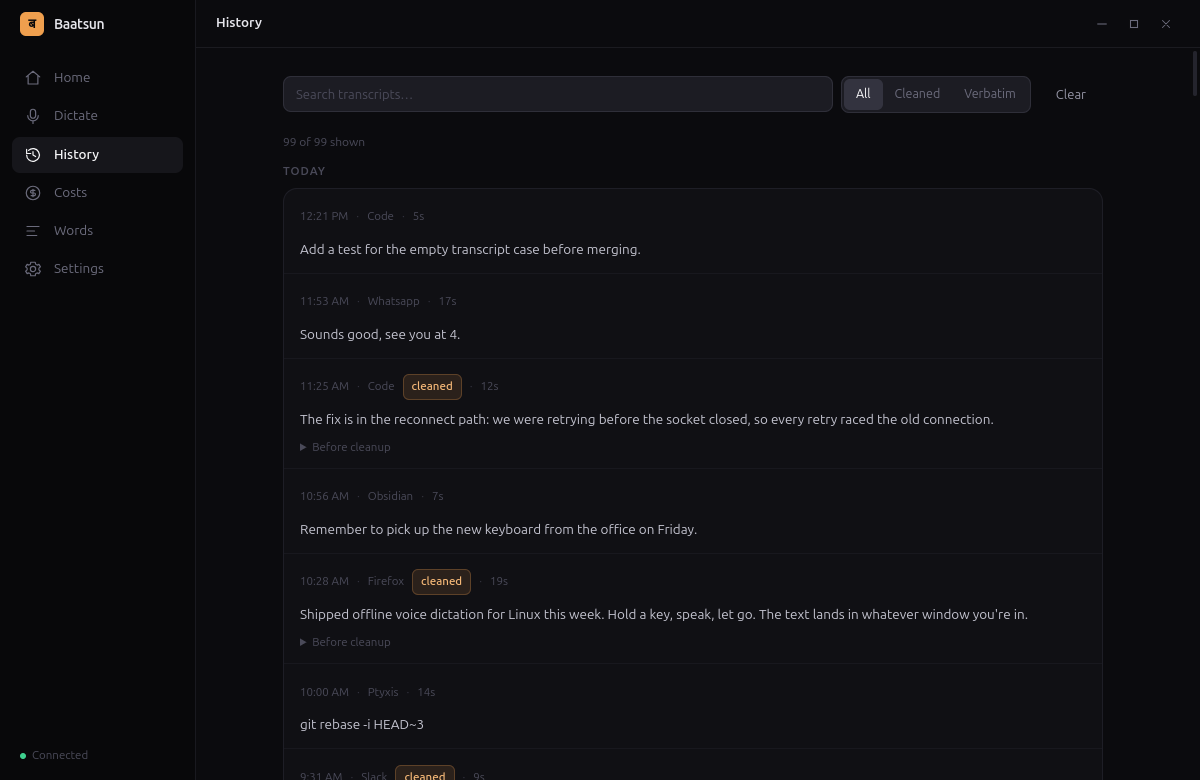 ब Baatsun
History
Home
Dictate
History
Costs
Words
Settings
Connected
Search transcripts…
All Cleaned Verbatim Clear
99 of 99 shown
TODAY
12:21 PM · Code · 5s
Add a test for the empty transcript case before merging.
11:53 AM · Whatsapp · 17s
Sounds good, see you at 4.
11:25 AM · Code cleaned · 12s
The fix is in the reconnect path: we were retrying before the socket closed, so every retry raced the old connection.
▶ Before cleanup
10:56 AM · Obsidian · 7s
Remember to pick up the new keyboard from the office on Friday.
10:28 AM · Firefox cleaned · 19s
Shipped offline voice dictation for Linux this week. Hold a key, speak, let go. The text lands in whatever window you're in.
▶ Before cleanup
10:00 AM · Ptyxis · 14s
git rebase -i HEAD~3
9:31 AM · Slack cleaned · 9s